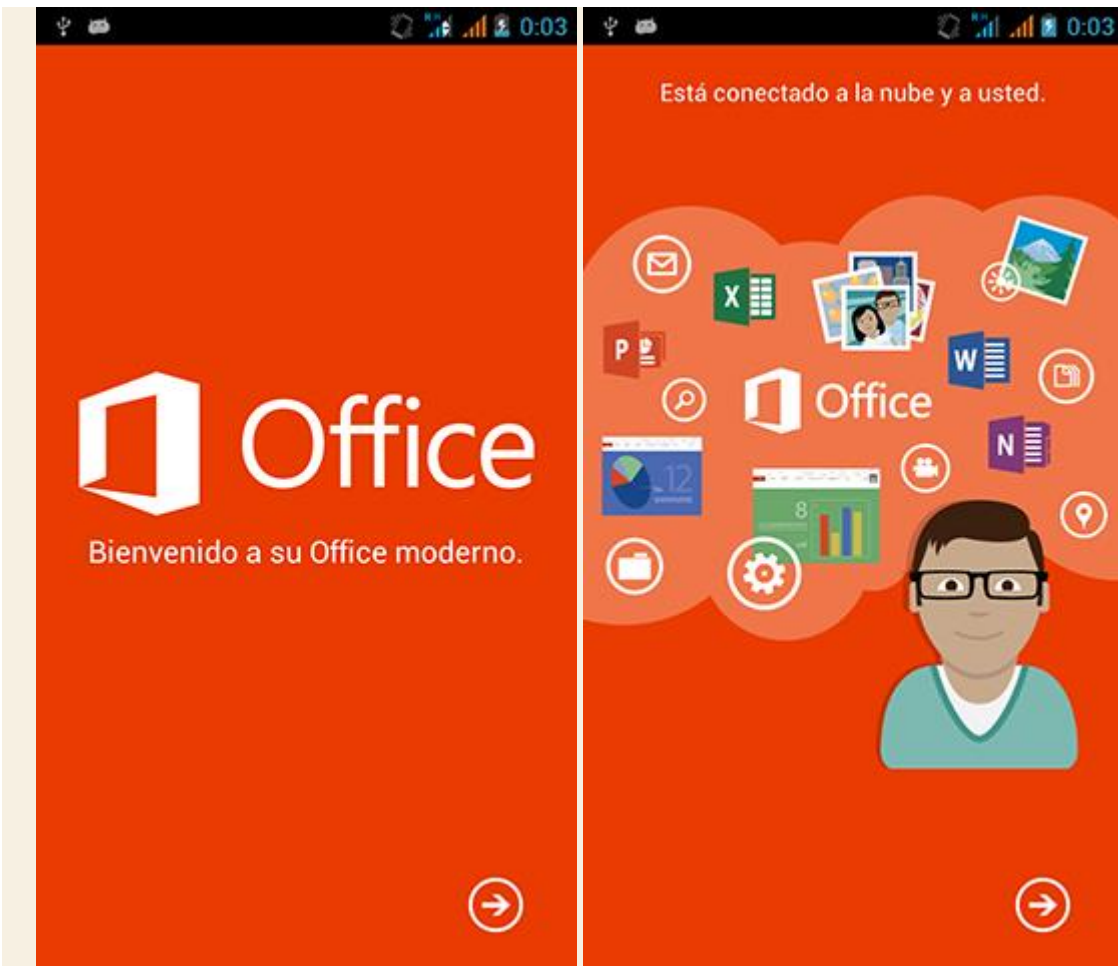 0:03
Office
Bienvenido a su Office moderno.
R H
0:03
Está conectado a la nube y a usted.
X
P
W
Office
N
12
8